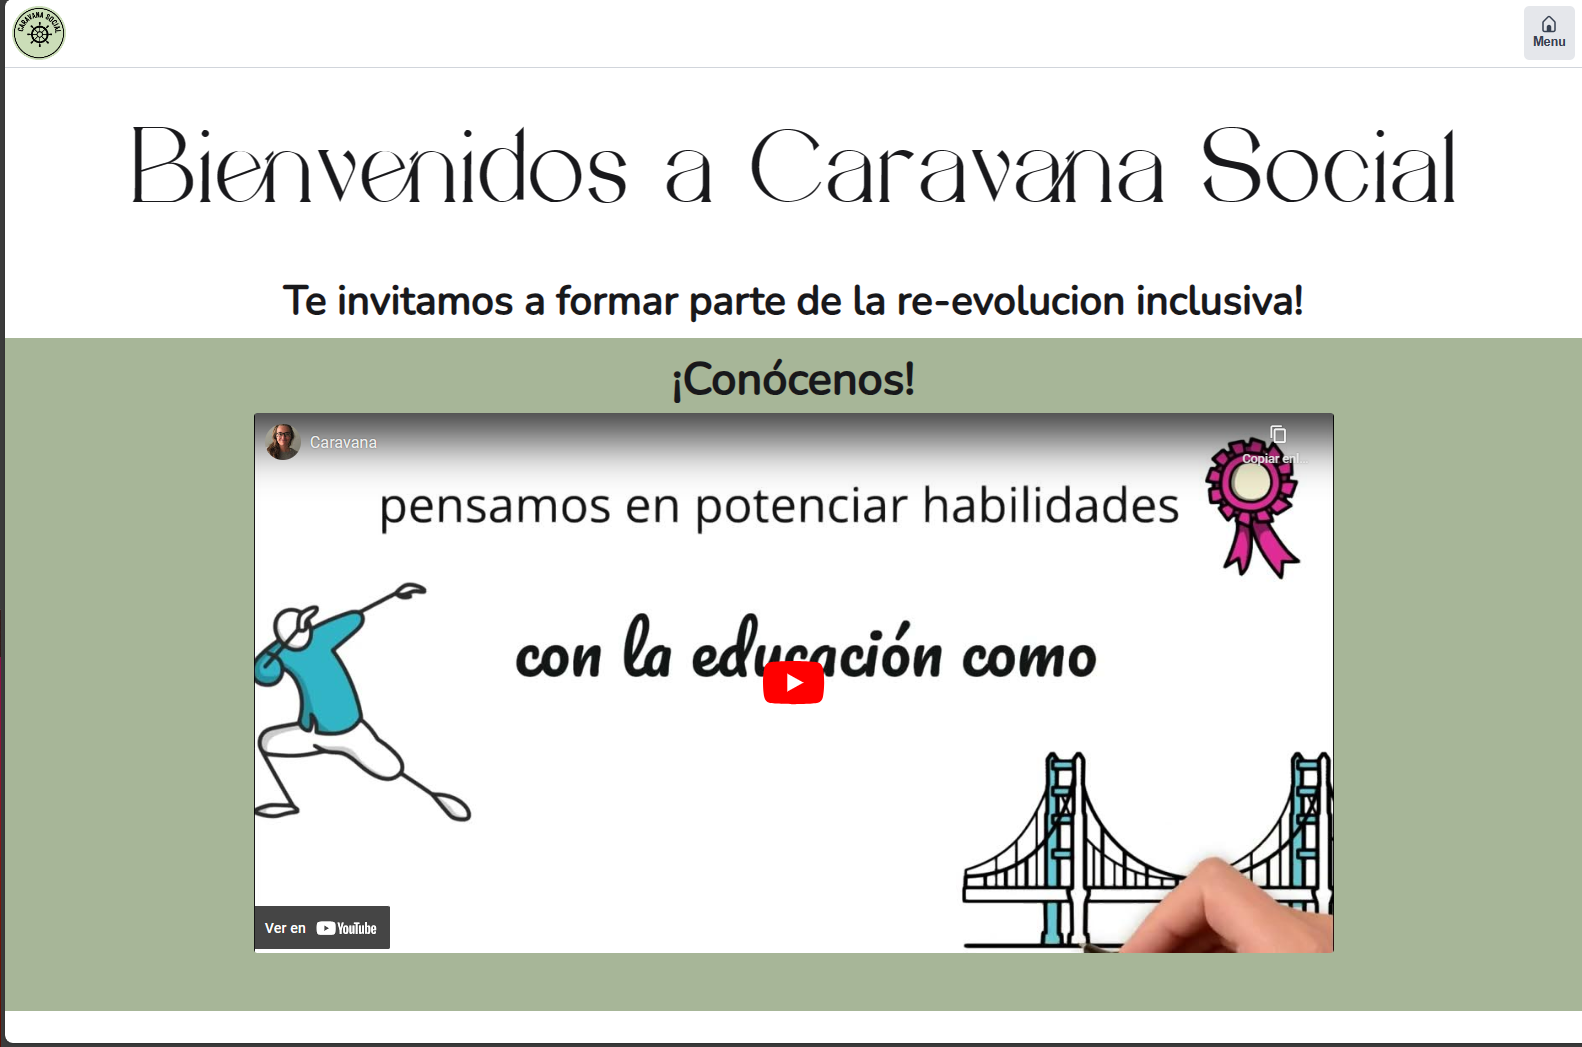 CARAVANA SOCIAL
Menu
Bienvenidos a Caravana Social
Te invitamos a formar parte de la re-evolucion inclusiva!
¡Conócenos!
Caravana
Copiar enl...
pensamos en potenciar habilidades
con la educación como
Ver en YouTube